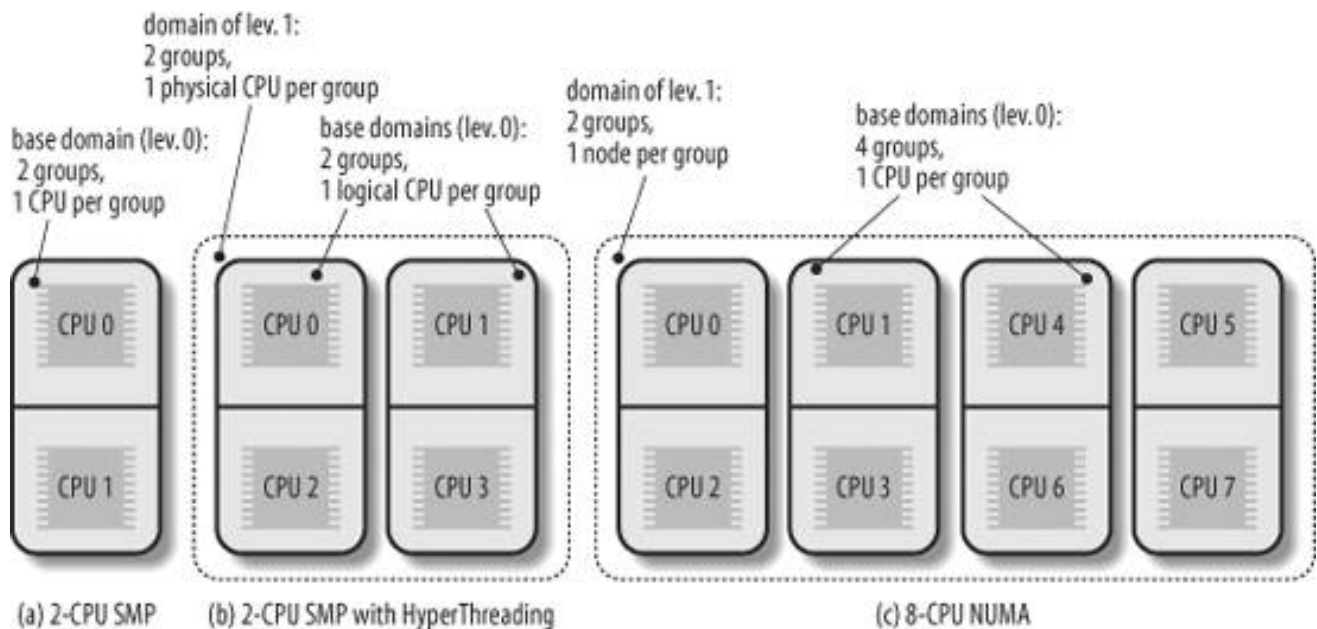 domain of lev. 1:
2 groups,
1 physical CPU per group
base domain (lev. 0):
2 groups,
1 CPU per group
base domains (lev. 0):
2 groups,
1 logical CPU per group
domain of lev. 1:
2 groups,
1 node per group
base domains (lev. 0):
4 groups,
1 CPU per group
CPU 0
CPU 1
CPU 0
CPU 1
CPU 2
CPU 3
CPU 0
CPU 1
CPU 4
CPU 5
CPU 2
CPU 3
CPU 6
CPU 7
(a) 2-CPU SMP
(b) 2-CPU SMP with HyperThreading
(c) 8-CPU NUMA